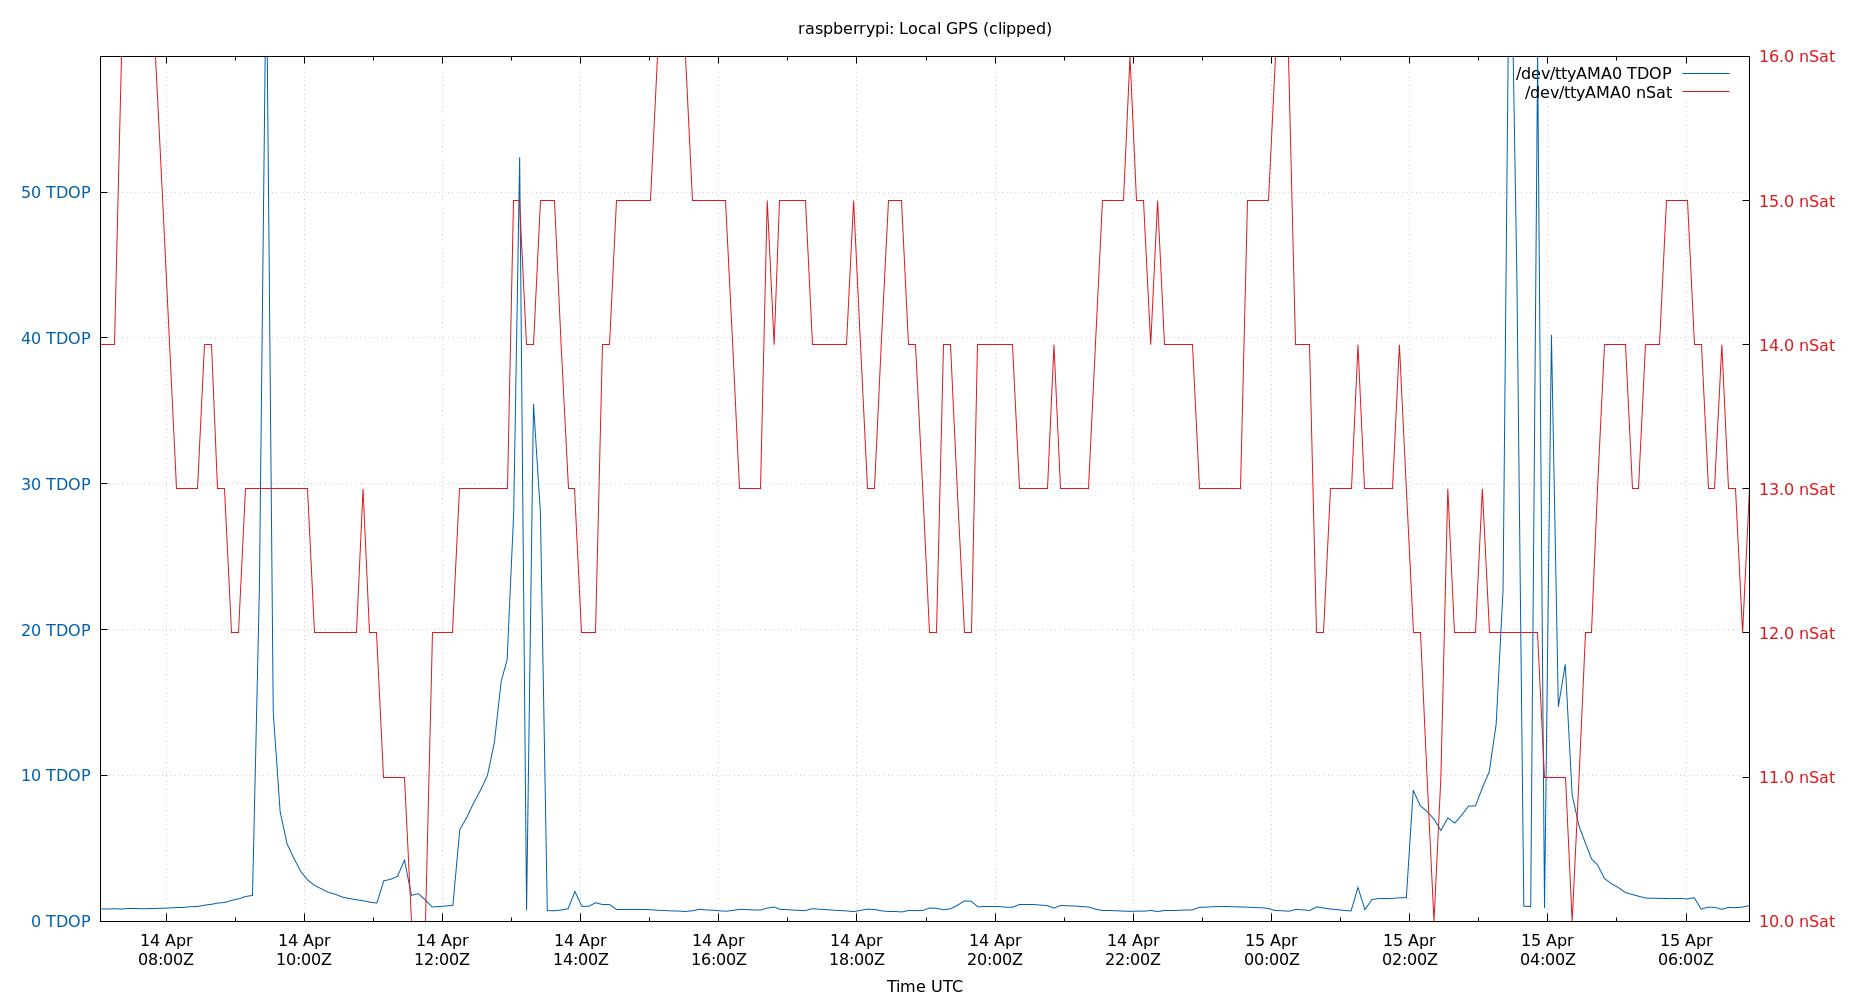 raspberrypi: Local GPS (clipped)
/dev/ttyAMA0 TDOP
/dev/ttyAMA0 nSat
50 TDOP
40 TDOP
30 TDOP
20 TDOP
10 TDOP
0 TDOP
16.0 nSat
15.0 nSat
14.0 nSat
13.0 nSat
12.0 nSat
11.0 nSat
10.0 nSat
14 Apr
08:00Z
14 Apr
10:00Z
14 Apr
12:00Z
14 Apr
14:00Z
14 Apr
16:00Z
14 Apr
18:00Z
14 Apr
20:00Z
14 Apr
22:00Z
15 Apr
00:00Z
15 Apr
02:00Z
15 Apr
04:00Z
15 Apr
06:00Z
Time UTC